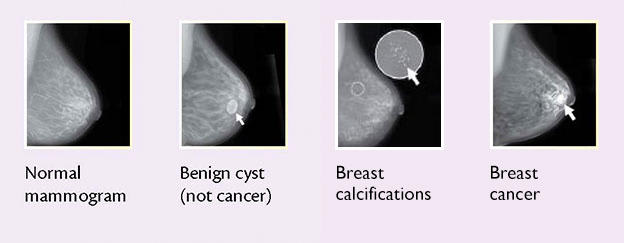 Normal
mammogram
Benign cyst
(not cancer)
Breast
calcifications
Breast
cancer